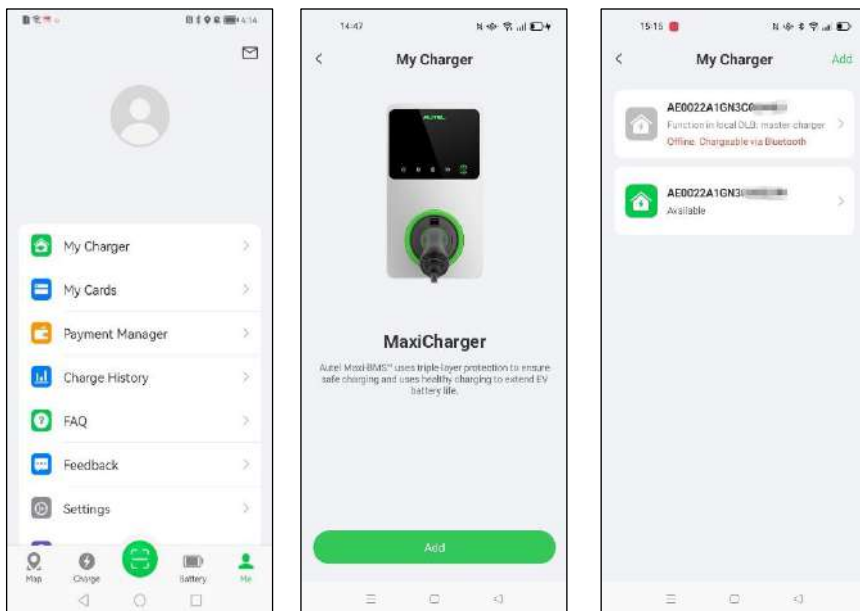 4:14
My Charger
My Cards
Payment Manager
Charge History
FAQ
Feedback
Settings
Map
Charge
Battery
Me
14:47
My Charger
AUTEL
MaxiCharger
Autel Maxi-BMS™ uses triple-layer protection to ensure
safe charging and uses healthy charging to extend EV
battery life.
Add
15:15
My Charger
Add
AE0022A1GN3C0
Function in local DLB: master charger
Offline. Chargeable via Bluetooth
AE0022A1GN3
Available